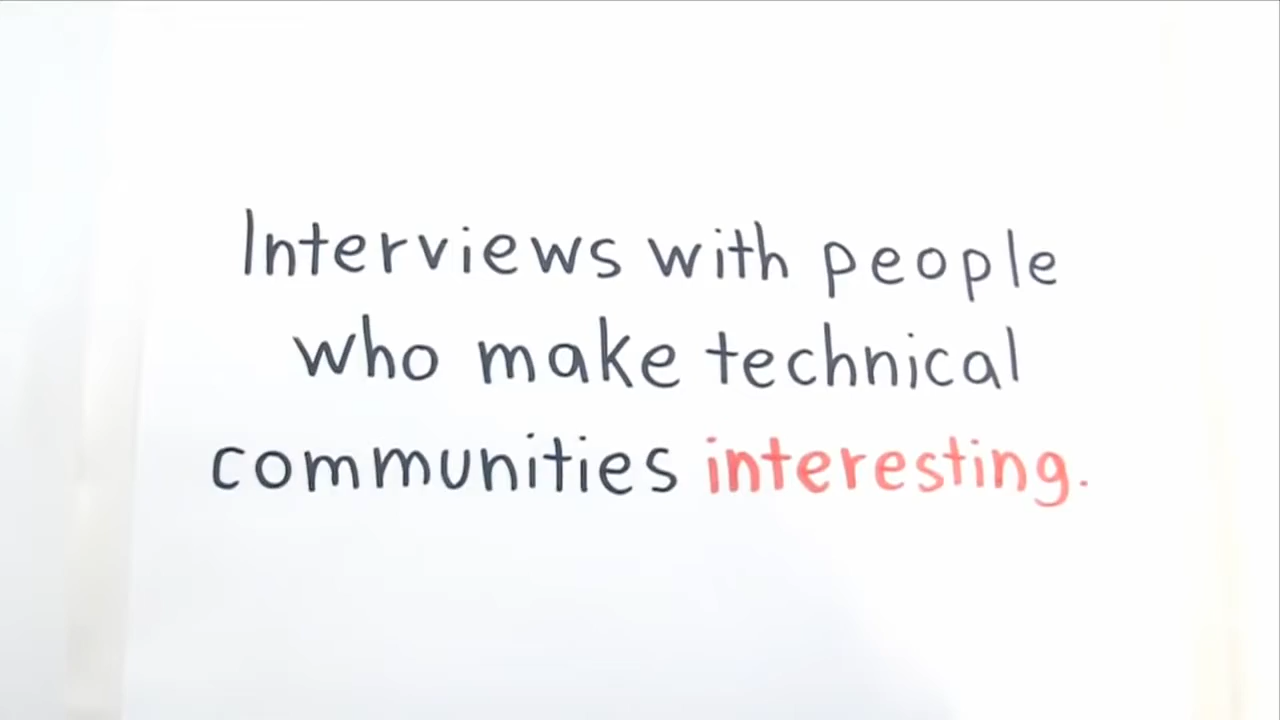 Interviews with people
who make technical
communities interesting.